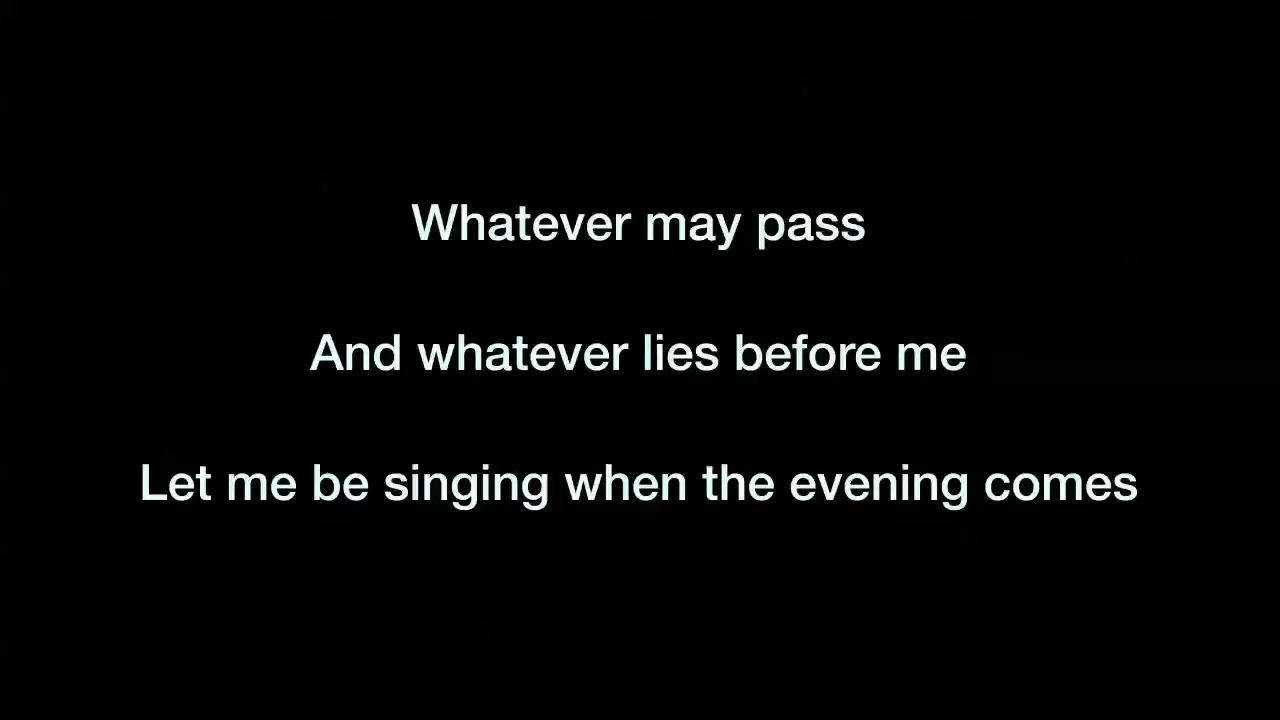 Whatever may pass
And whatever lies before me
Let me be singing when the evening comes